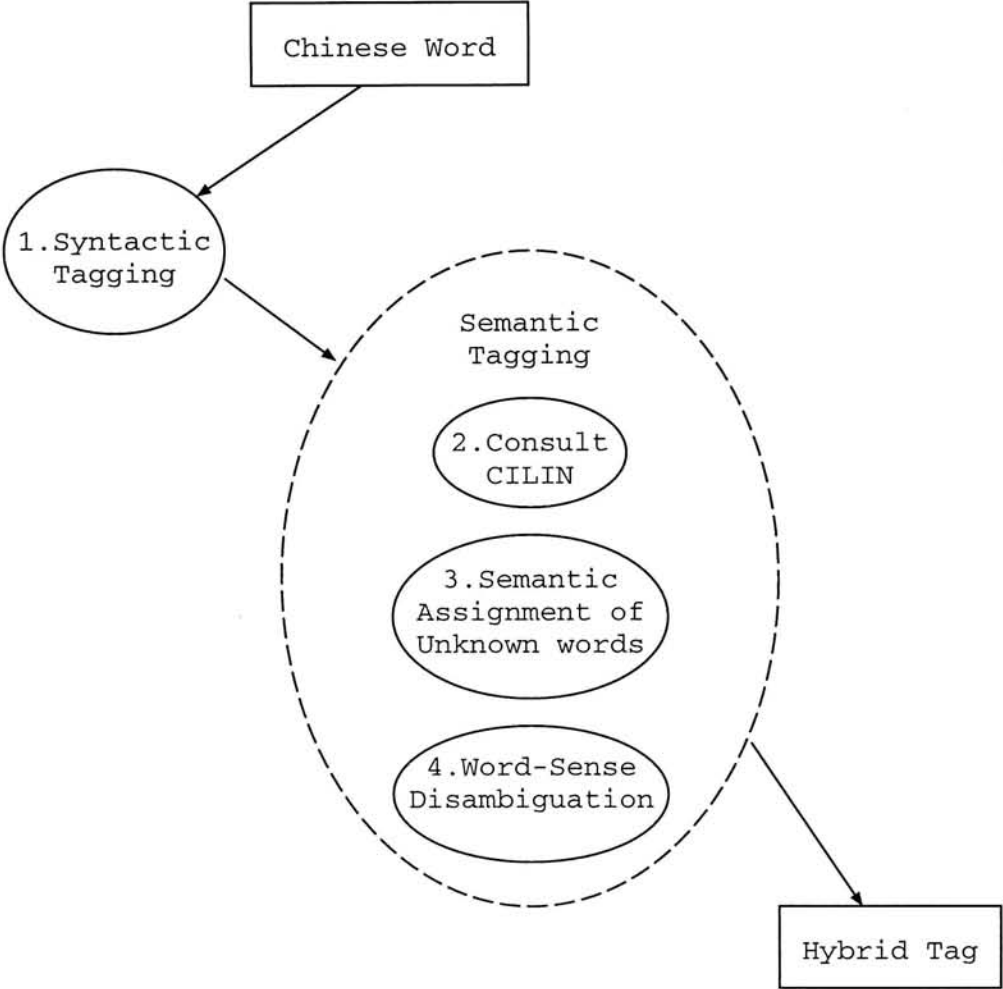 Chinese Word
1.Syntactic
Tagging
Semantic
Tagging
2.Consult
CILIN
3.Semantic
Assignment of
Unknown words
4.Word-Sense
Disambiguation
Hybrid Tag